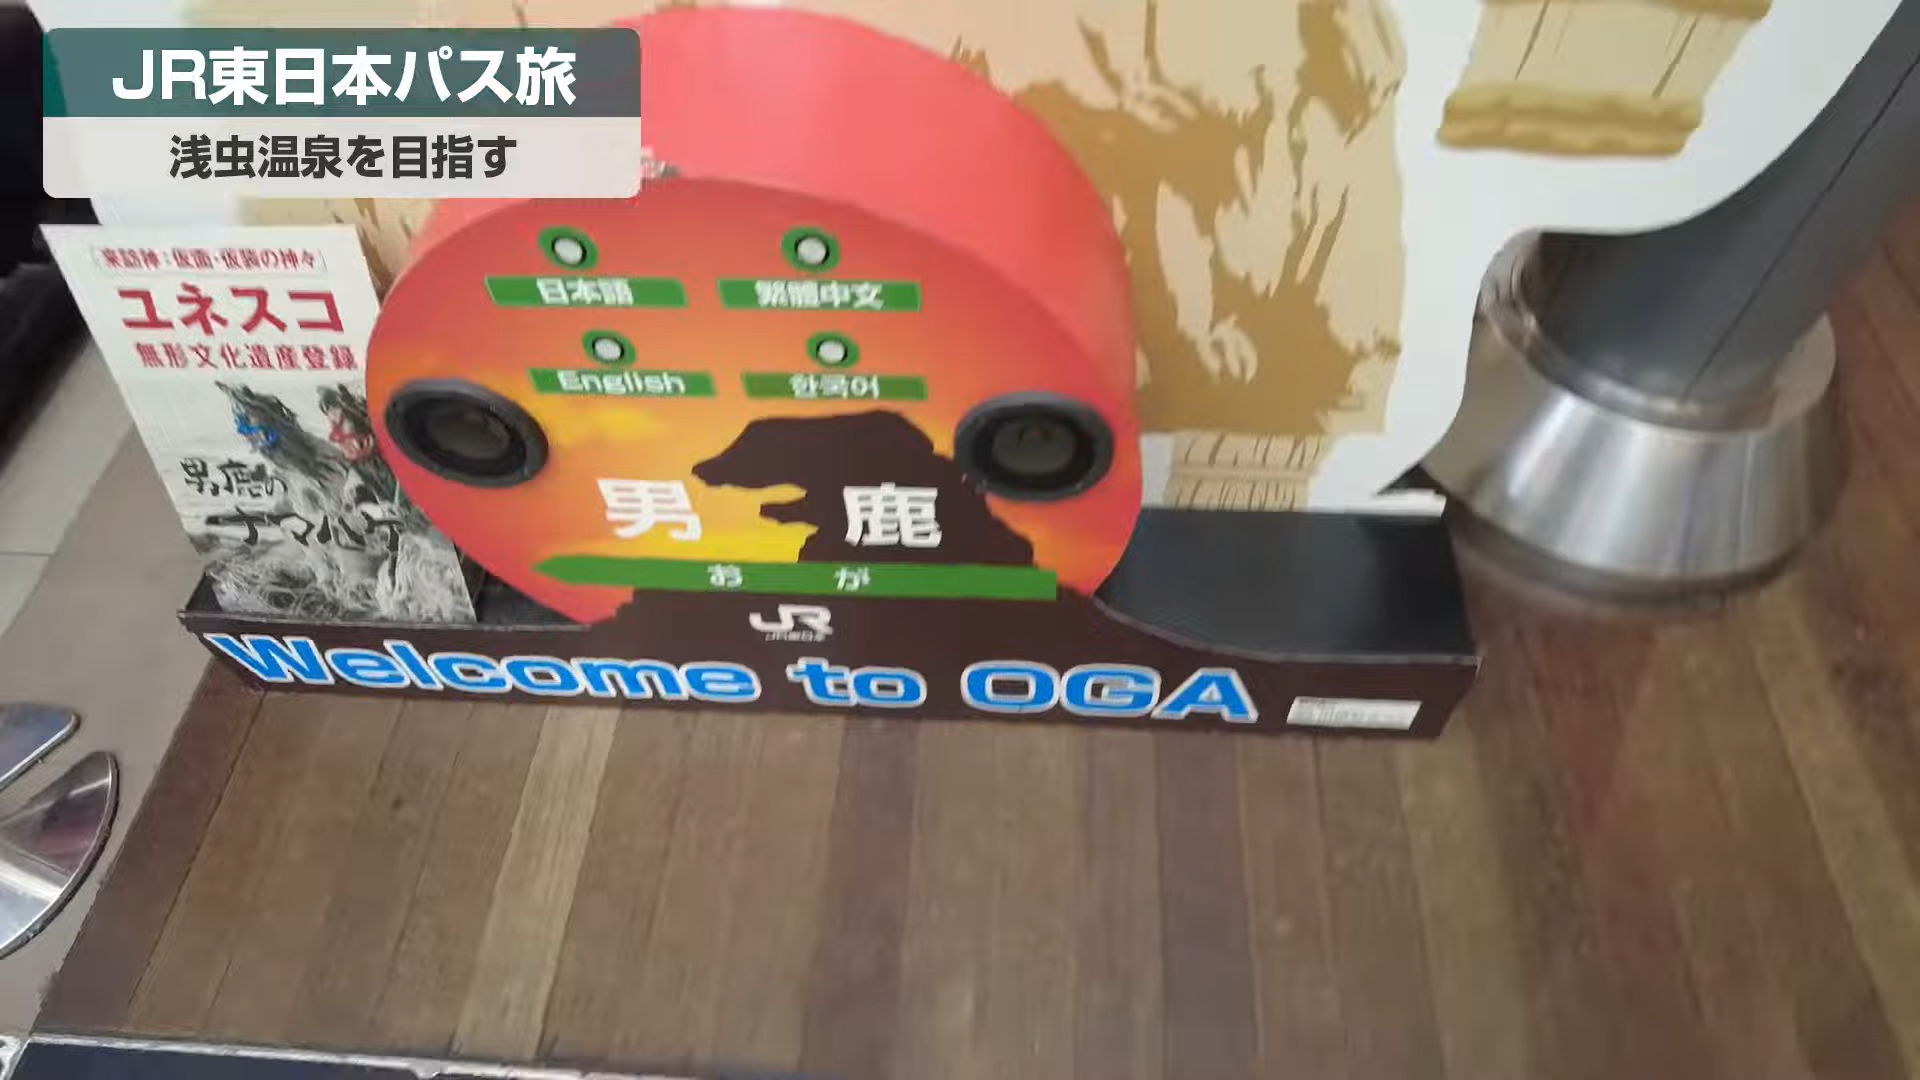 JR東日本パス旅
浅虫温泉を目指す
来訪神:仮面・仮装の神々
ユネスコ
無形文化遺産登録
男鹿の
ナマハゲ
日本語
繁體中文
English
한국어
男鹿
おが
JR
JR東日本
Welcome to OGA